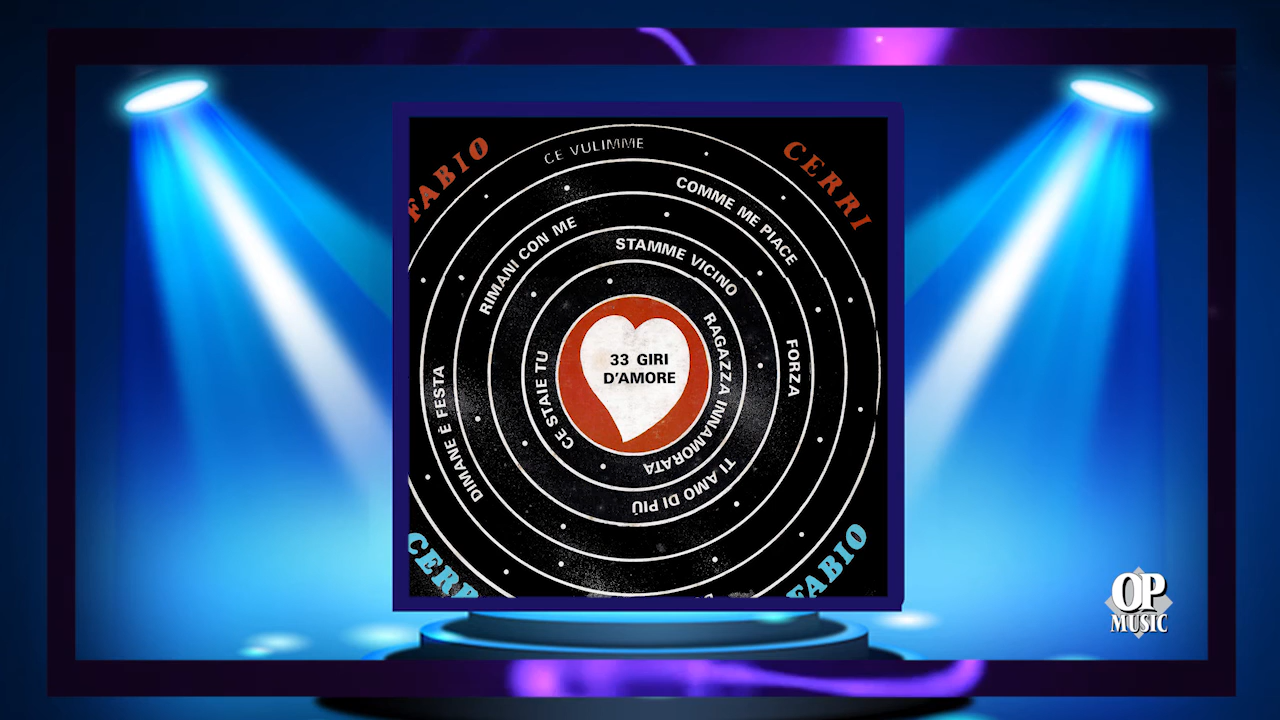 FABIO
CERRI
CE VULIMME
COMME ME PIACE
RIMANI CON ME
STAMME VICINO
33 GIRI
D'AMORE
RAGAZZA INNAMORATA
FORZA
CE STAIE TU
DIMANE È FESTA
TI AMO DI PIÚ
FABIO
OP
MUSIC